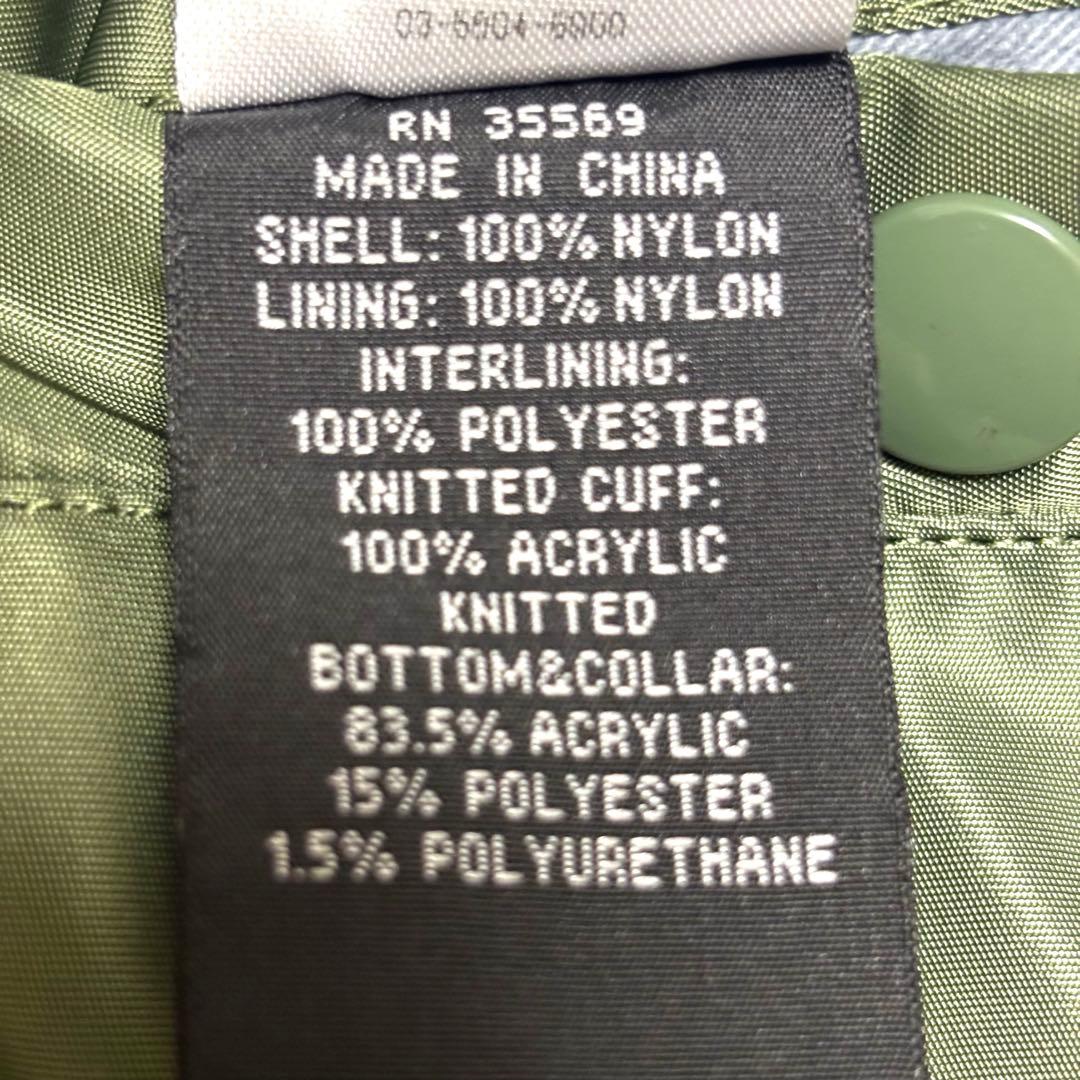 RN 35569
MADE IN CHINA
SHELL: 100% NYLON
LINING: 100% NYLON
INTERLINING:
100% POLYESTER
KNITTED CUFF:
100% ACRYLIC
KNITTED
BOTTOM&COLLAR:
83.5% ACRYLIC
15% POLYESTER
1.5% POLYURETHANE